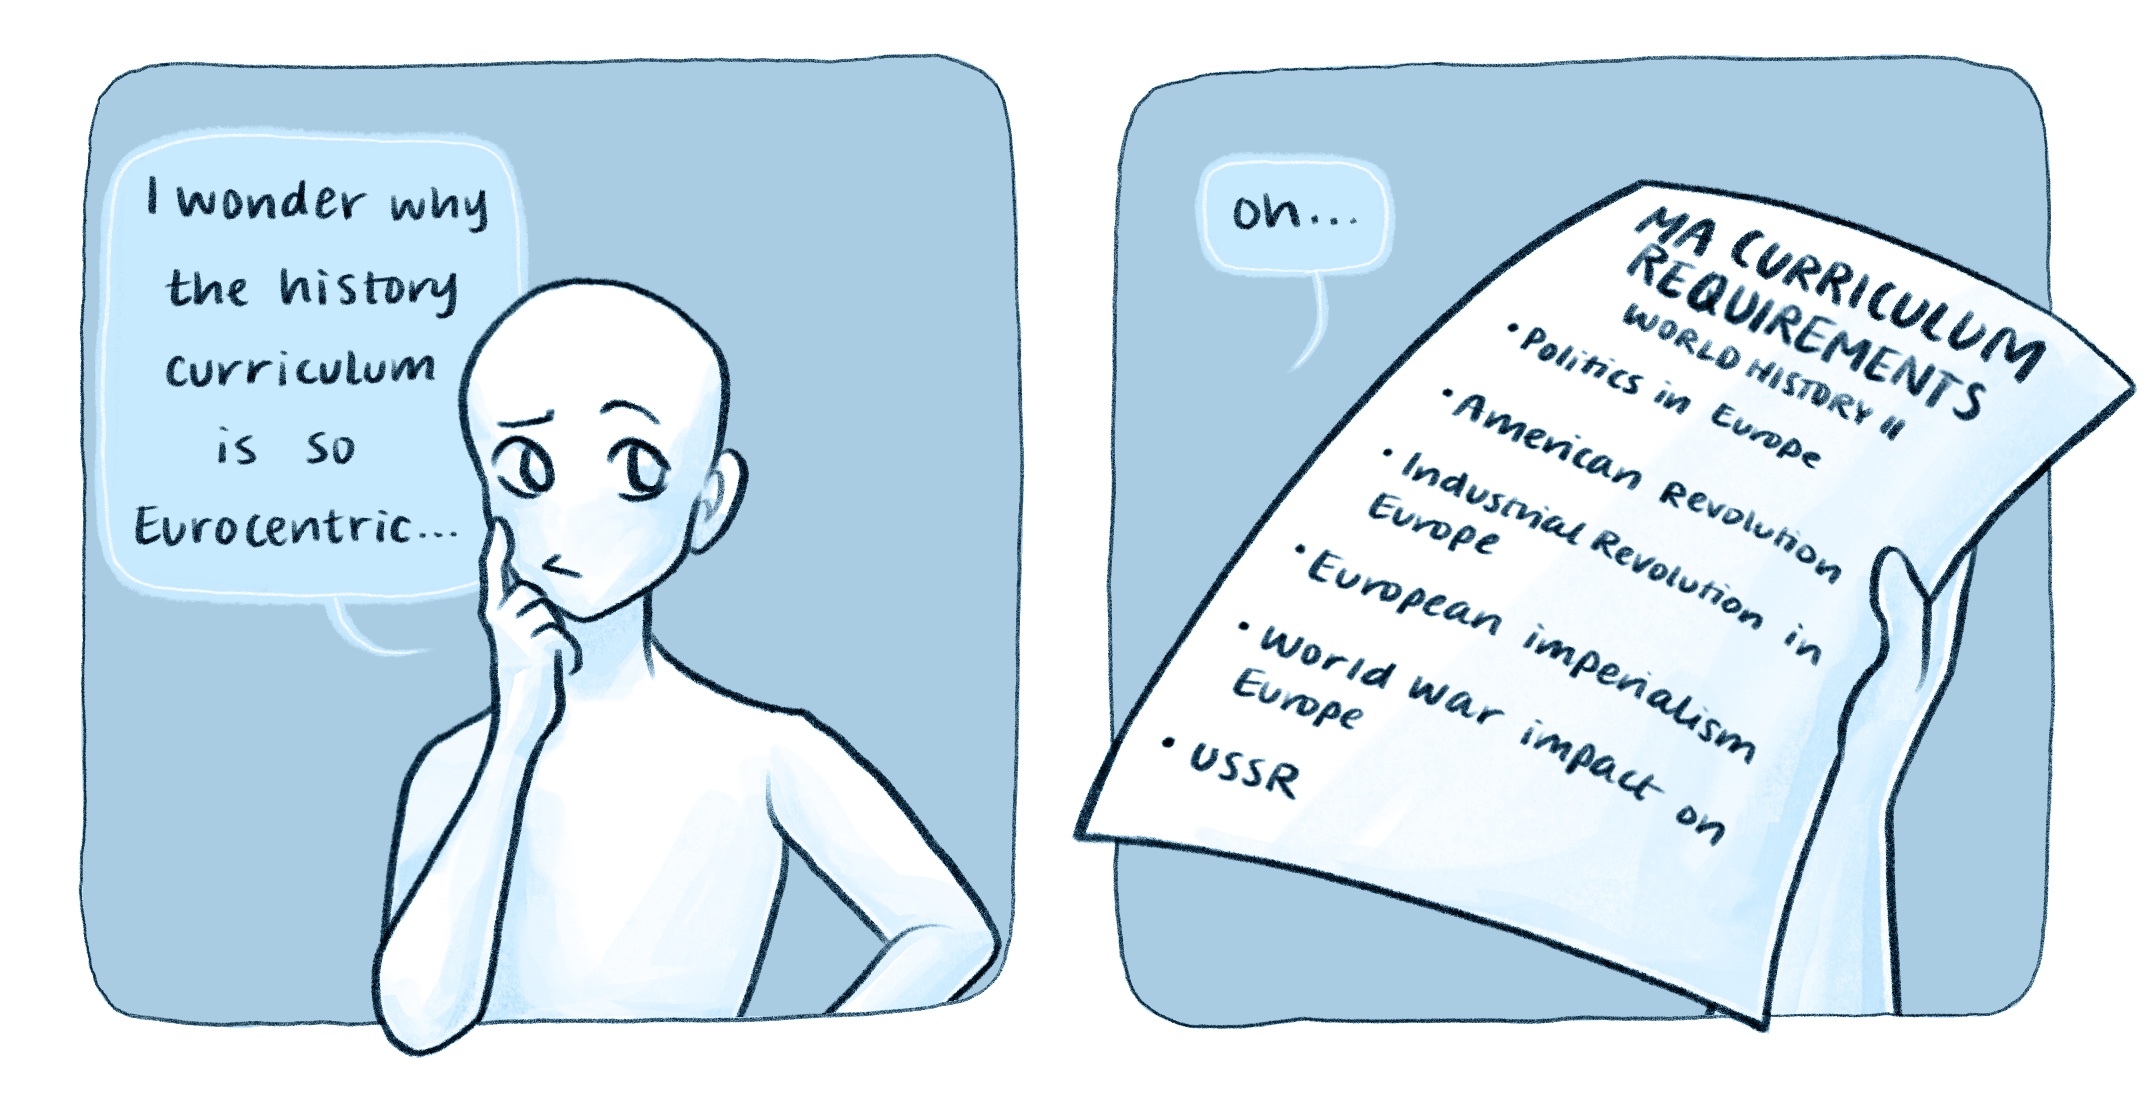 I wonder why
the history
curriculum
is so
Eurocentric...
oh...
MA CURRICULUM
REQUIREMENTS
WORLD HISTORY II
• Politics in Europe
• American Revolution
• Industrial Revolution in
Europe
• European imperialism
• World War impact on
Europe
• USSR